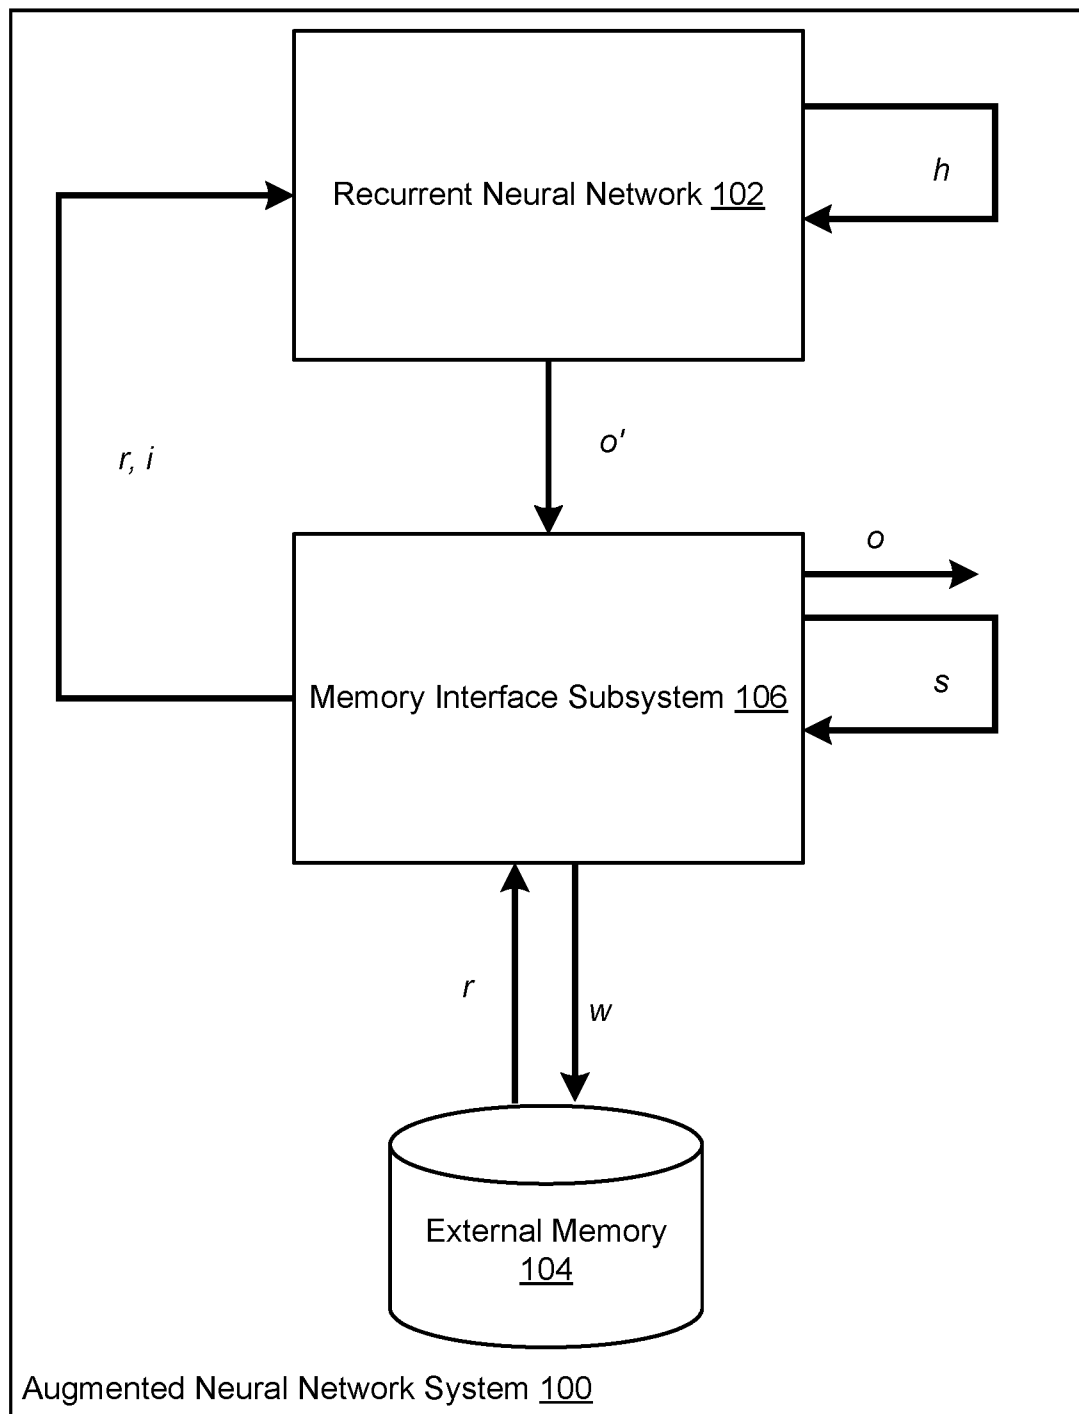 Recurrent Neural Network 102
h
r, i
o'
o
Memory Interface Subsystem 106
s
r
w
External Memory
104
Augmented Neural Network System 100